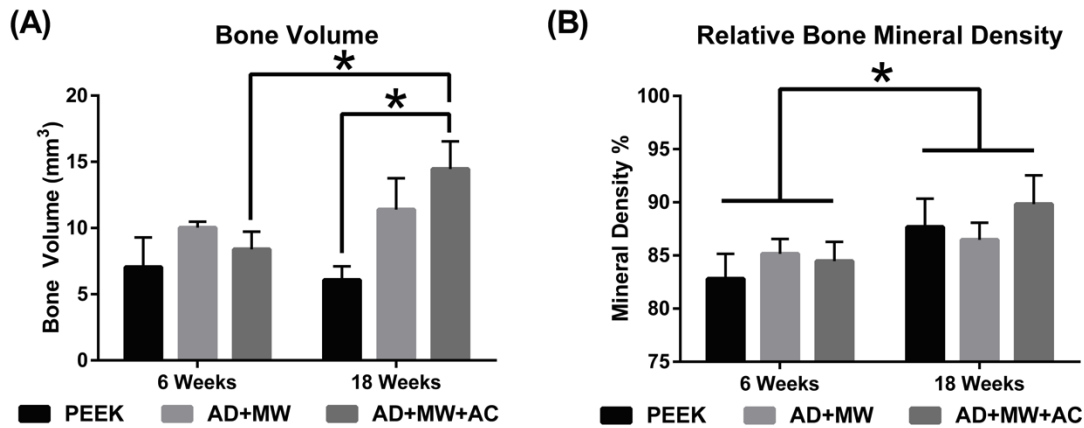 (A)
Bone Volume
*
*
Bone Volume (mm³)
20
15
10
5
0
6 Weeks
18 Weeks
PEEK
AD+MW
AD+MW+AC
(B)
Relative Bone Mineral Density
*
Mineral Density %
100
95
90
85
80
75
6 Weeks
18 Weeks
PEEK
AD+MW
AD+MW+AC